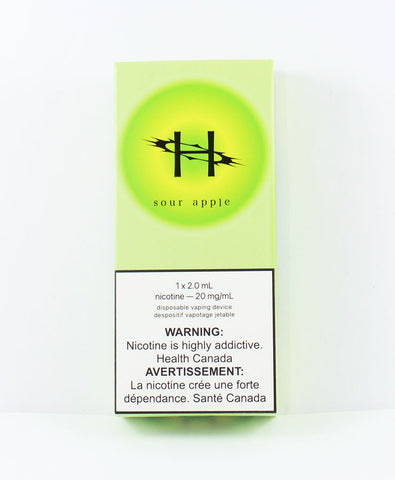 H
sour apple
1 x 2.0 mL
nicotine — 20 mg/mL
disposable vaping device
despositif vapotage jetable
WARNING:
Nicotine is highly addictive.
Health Canada
AVERTISSEMENT:
La nicotine crée une forte
dépendance. Santé Canada